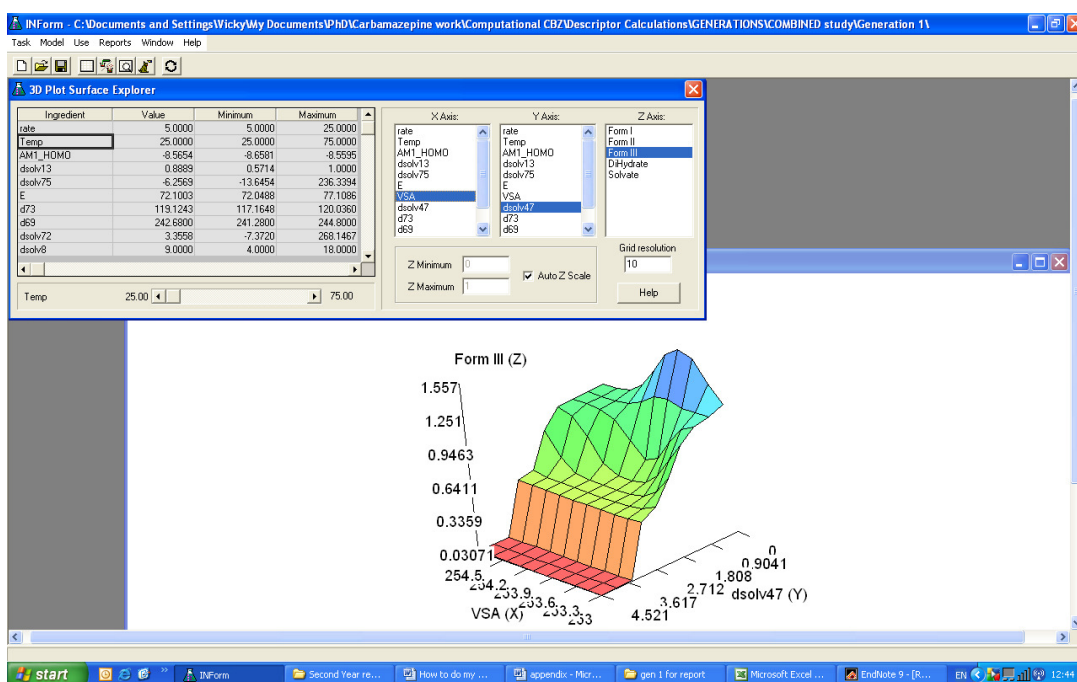 INForm - C:\Documents and Settings\Vicky\My Documents\PhD\Carbamazepine work\Computational CBZ\Descriptor Calculations\GENERATIONS\COMBINED study\Generation 1\
Task Model Use Reports Window Help
3D Plot Surface Explorer
Ingredient Value Minimum Maximum
rate 5.0000 5.0000 25.0000
Temp 25.0000 25.0000 75.0000
AM1_HOMO -8.5654 -8.6581 -8.5595
dsolv13 0.8889 0.5714 1.0000
dsolv75 -6.2569 -13.6454 236.3394
E 72.1003 72.0488 77.1086
d73 119.1243 117.1648 120.0360
d69 242.6800 241.2800 244.8000
dsolv72 3.3558 -7.3720 268.1467
dsolv8 9.0000 4.0000 18.0000
Temp 25.00 75.00
X Axis:
rate
Temp
AM1_HOMO
dsolv13
dsolv75
E
VSA
dsolv47
d73
d69
Y Axis:
rate
Temp
AM1_HOMO
dsolv13
dsolv75
E
VSA
dsolv47
d73
d69
Z Axis:
Form I
Form II
Form III
DiHydrate
Solvate
Z Minimum 0
Z Maximum 1
Auto Z Scale
Grid resolution
10
Help
Form III (Z)
1.557
1.251
0.9463
0.6411
0.3359
0.03071
254.5
254.2
253.9
253.6
253.3
253
VSA (X)
0
0.9041
1.808
2.712
3.617
4.521
dsolv47 (Y)
start
INForm
Second Year re...
How to do my ...
appendix - Micr...
gen 1 for report
Microsoft Excel ...
EndNote 9 - [R...
EN
12:44